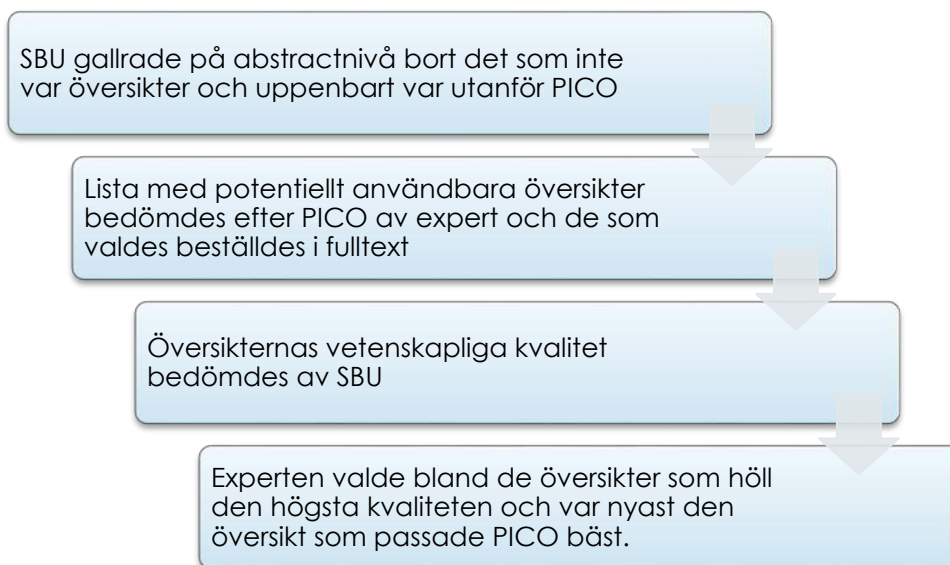 SBU gallrade på abstractnivå bort det som inte
var översikter och uppenbart var utanför PICO
Lista med potentiellt användbara översikter
bedömdes efter PICO av expert och de som
valdes beställdes i fulltext
Översikternas vetenskapliga kvalitet
bedömdes av SBU
Experten valde bland de översikter som höll
den högsta kvaliteten och var nyast den
översikt som passade PICO bäst.